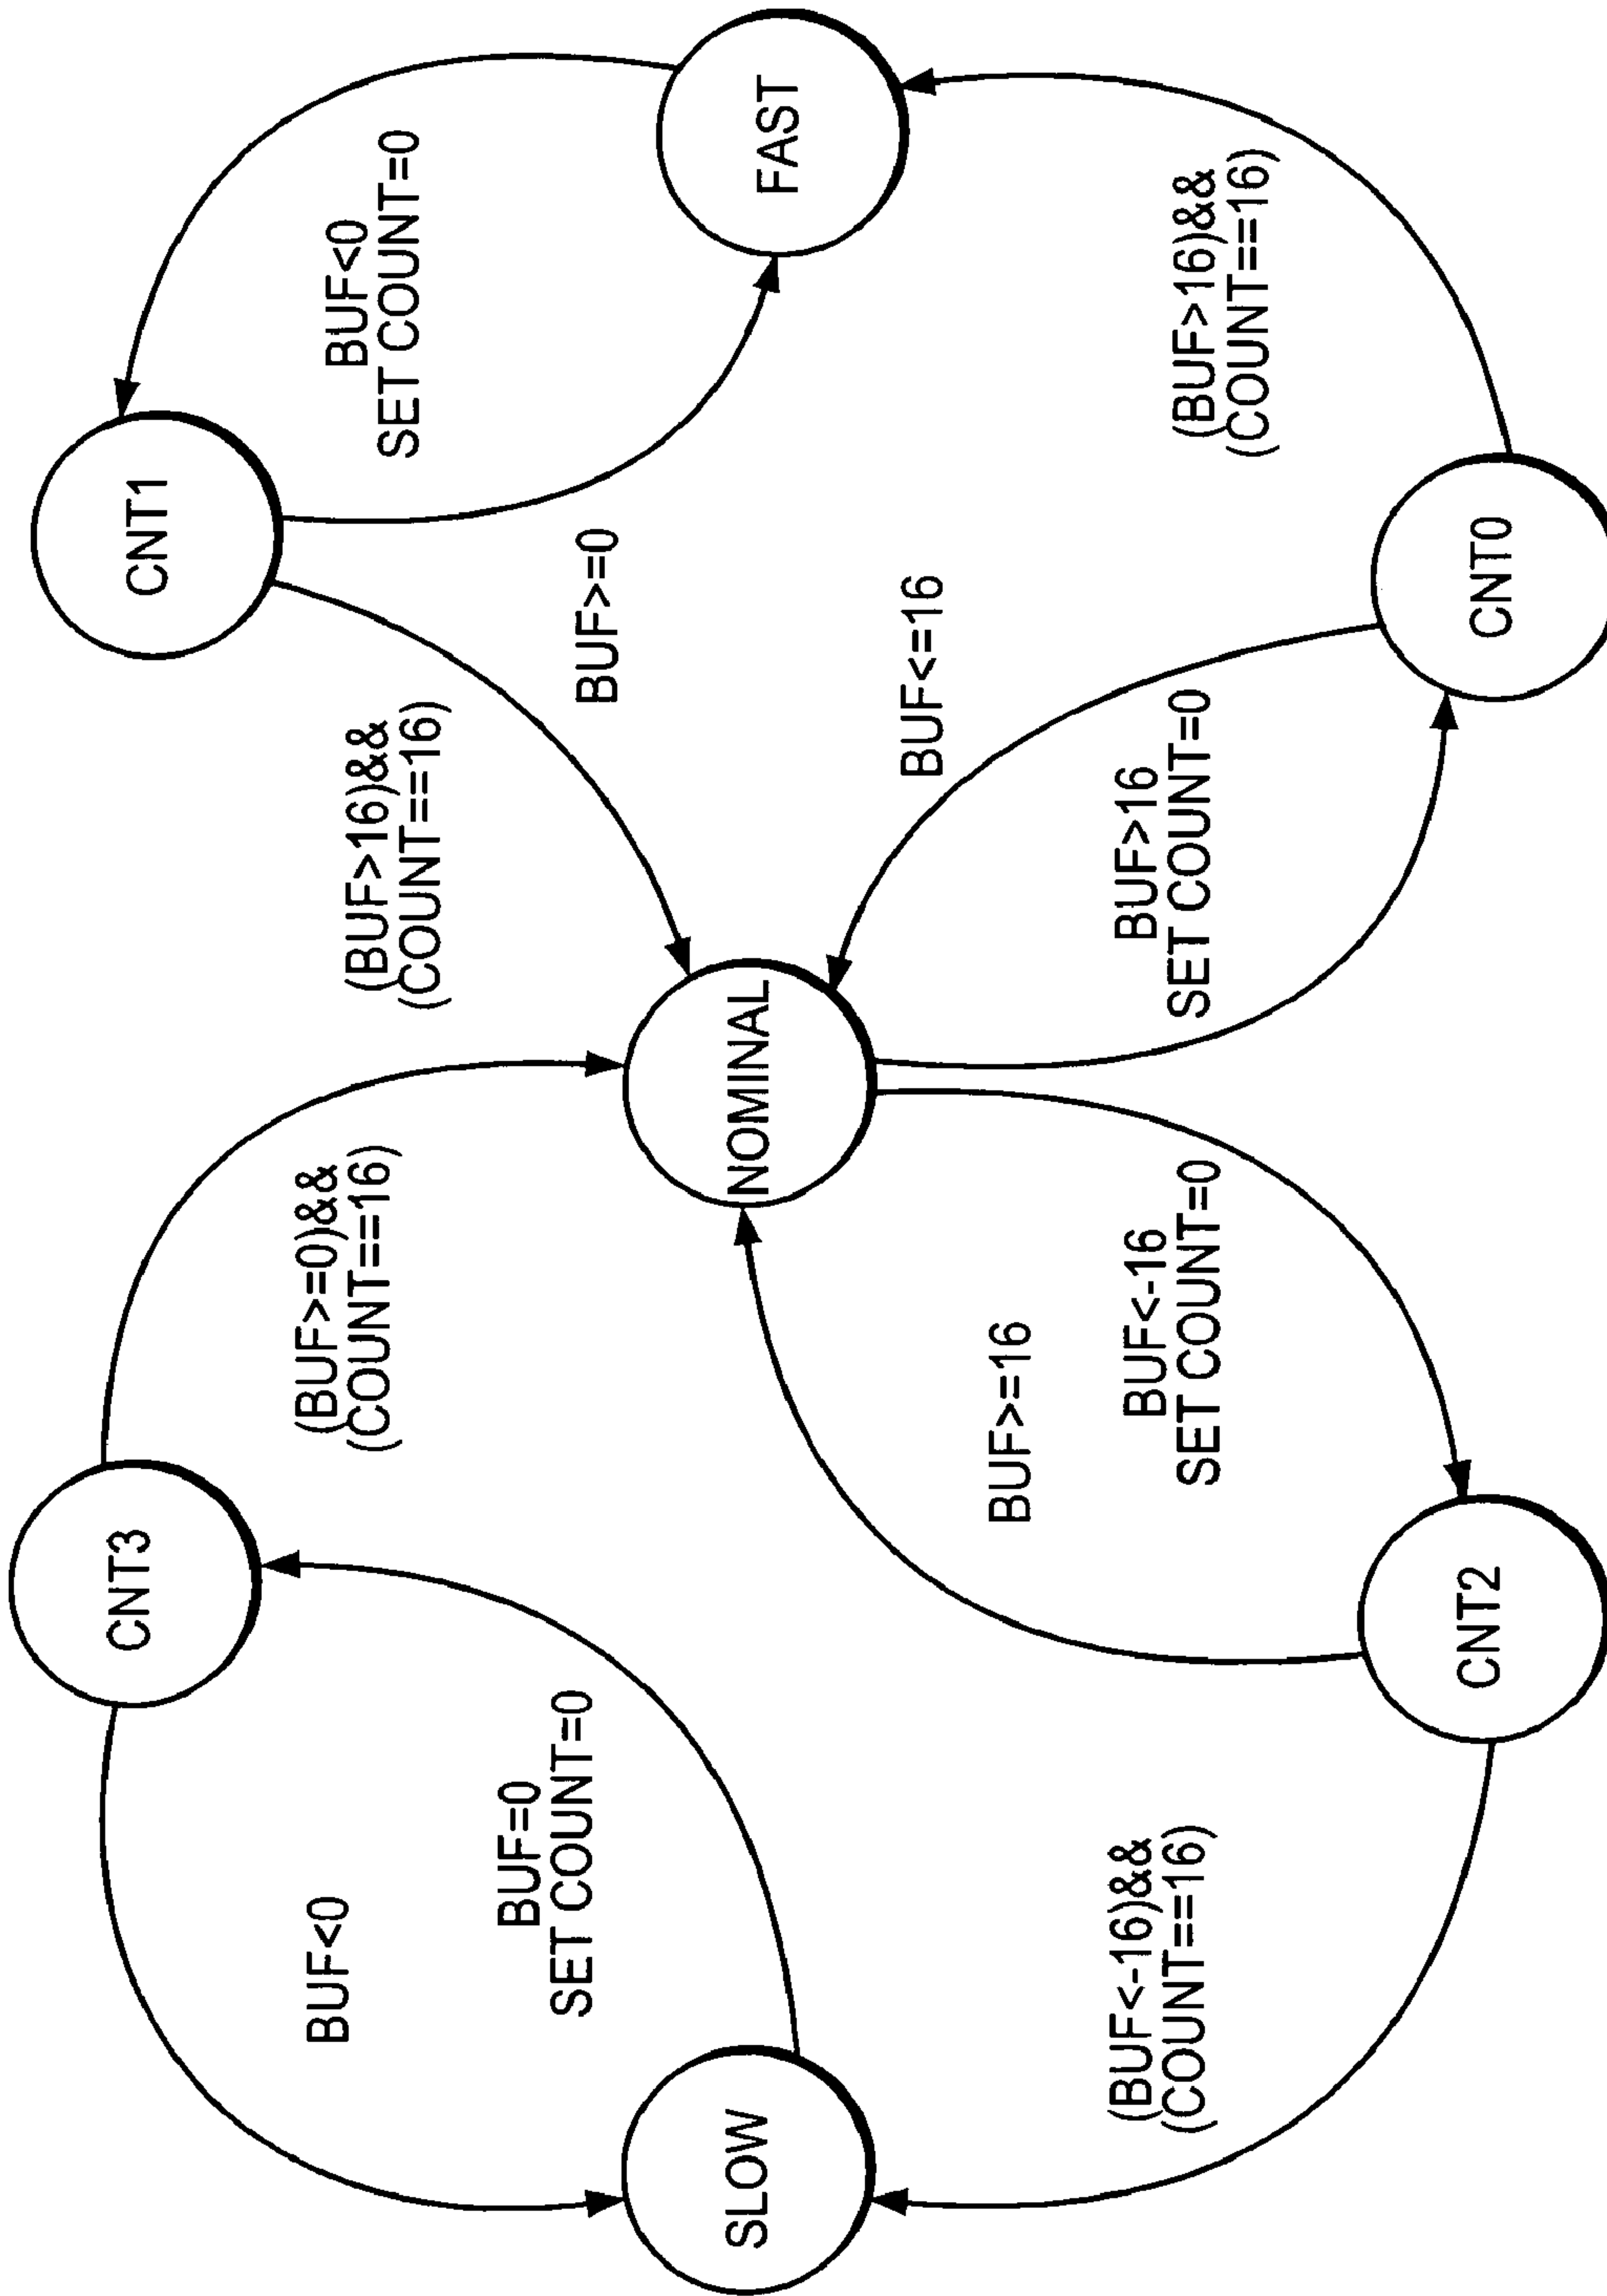 CNT3
CNT1
BUF<0
(BUF>=0)&&
(COUNT==16)
(BUF>16)&&
(COUNT==16)
BUF<0
SET COUNT=0
BUF=0
SET COUNT=0
BUF>=0
SLOW
NOMINAL
FAST
BUF>=16
BUF<=16
(BUF<-16)&&
(COUNT==16)
BUF<-16
SET COUNT=0
BUF>16
SET COUNT=0
(BUF>16)&&
(COUNT==16)
CNT2
CNT0